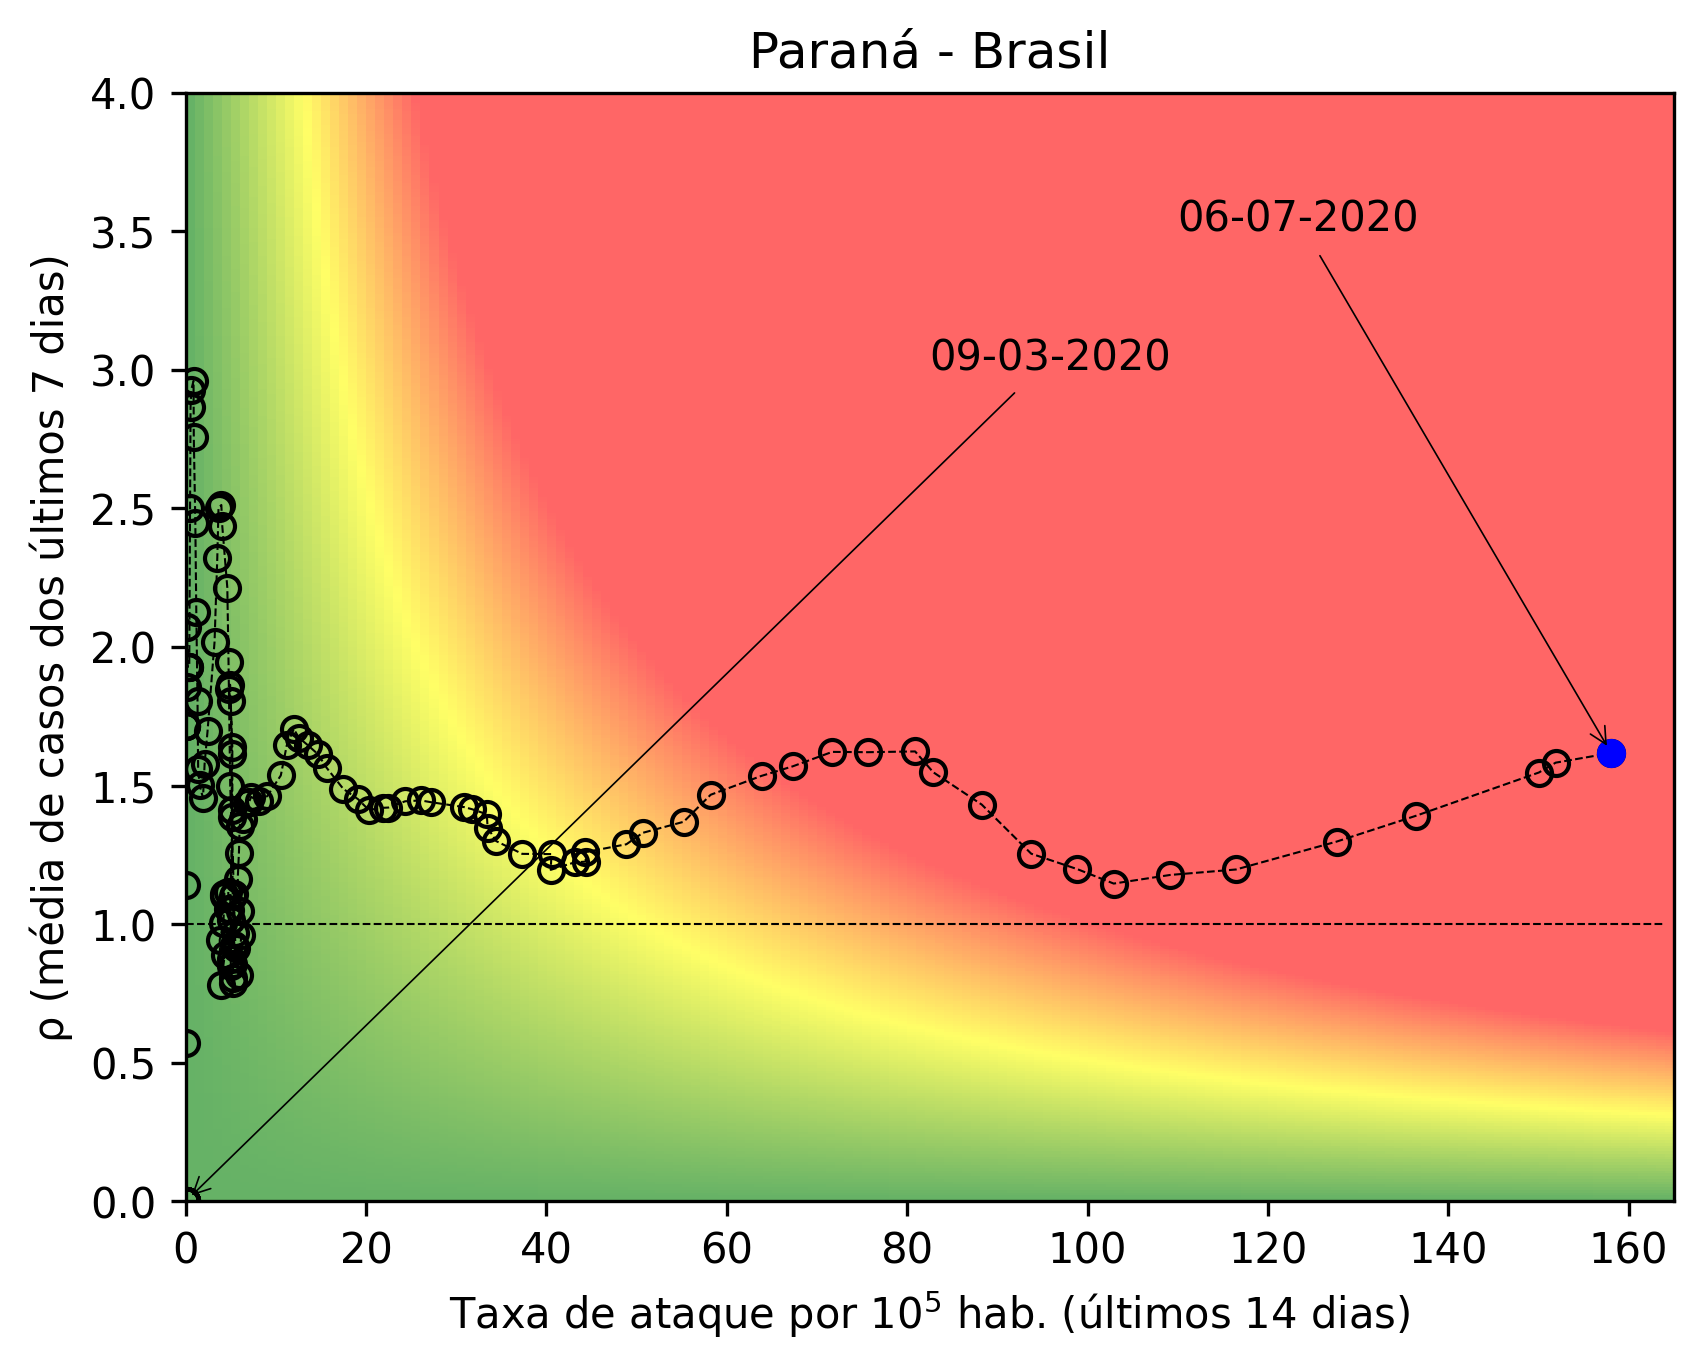 Paraná - Brasil
4.0
3.5
3.0
2.5
2.0
1.5
1.0
0.5
0.0
ρ (média de casos dos últimos 7 dias)
06-07-2020
09-03-2020
0 20 40 60 80 100 120 140 160
Taxa de ataque por 10⁵ hab. (últimos 14 dias)